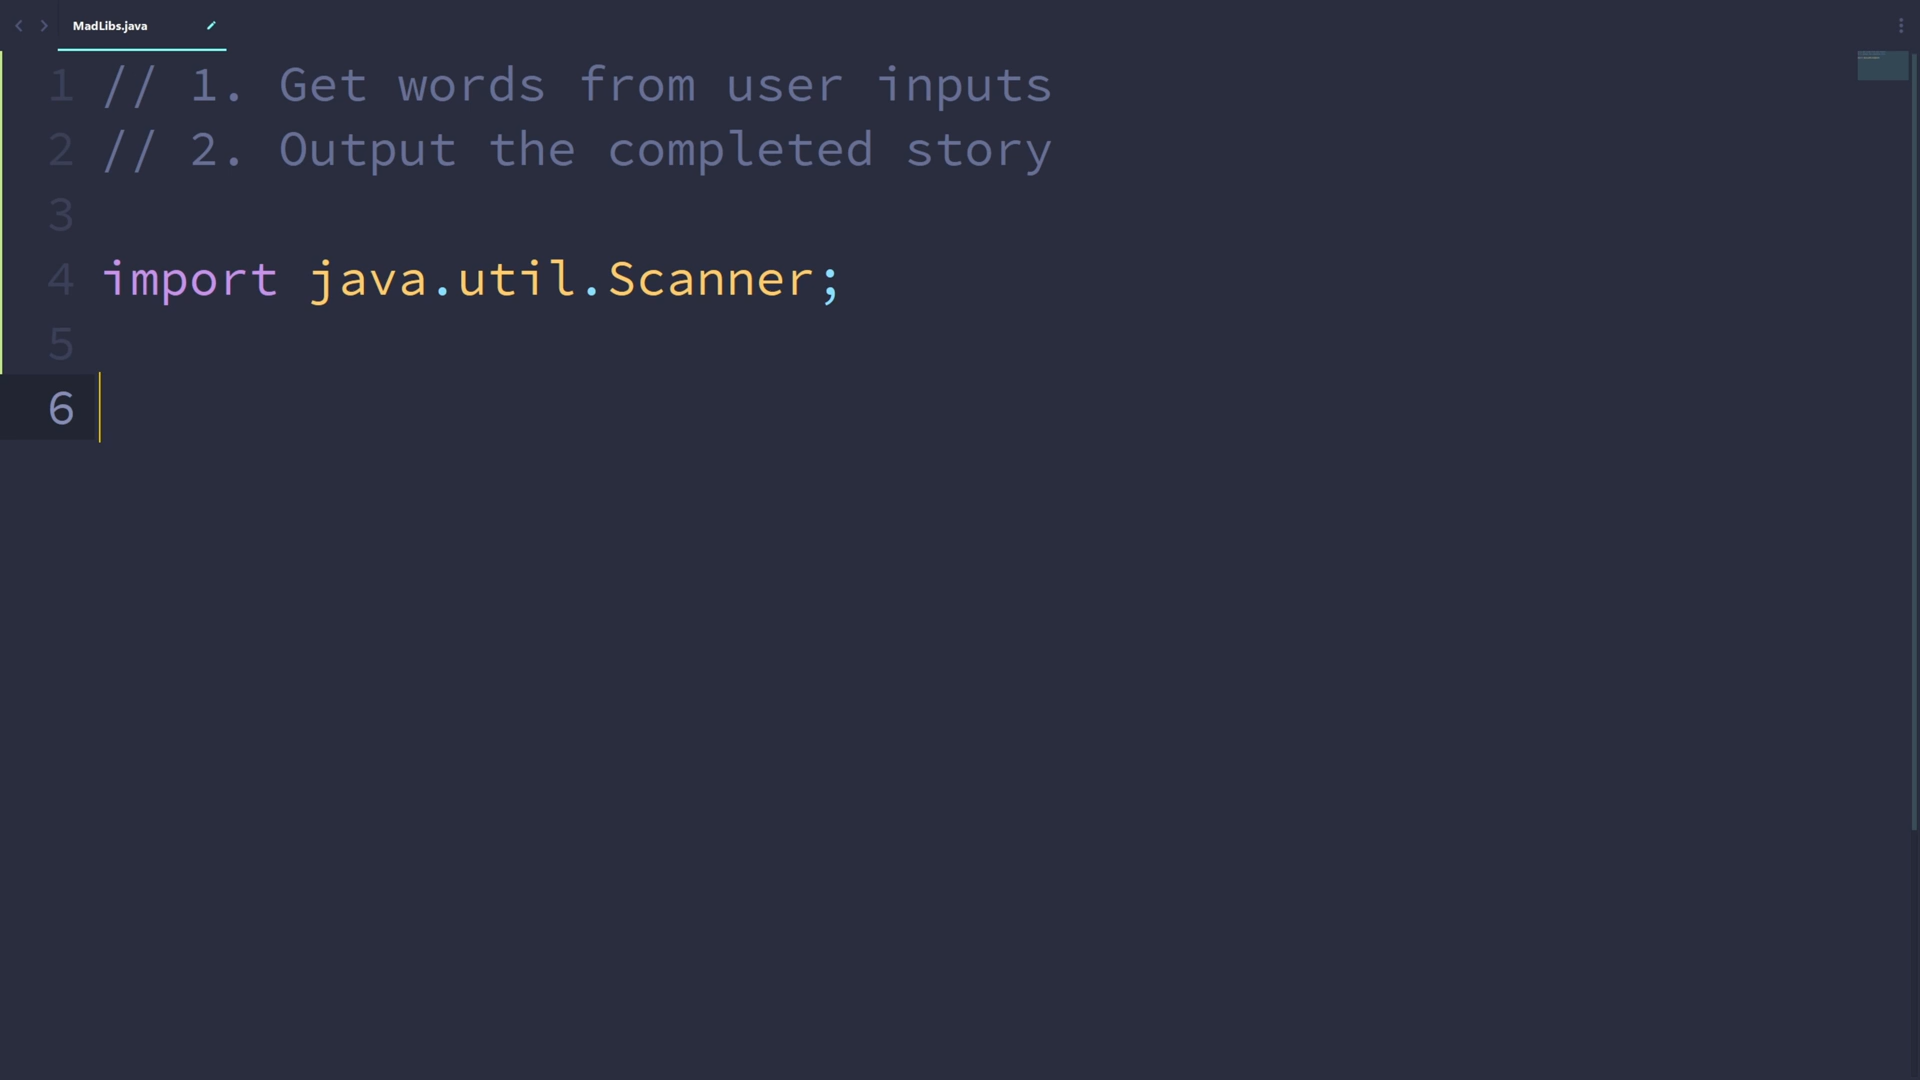 MadLibs.java
1 // 1. Get words from user inputs
2 // 2. Output the completed story
3
4 import java.util.Scanner;
5
6